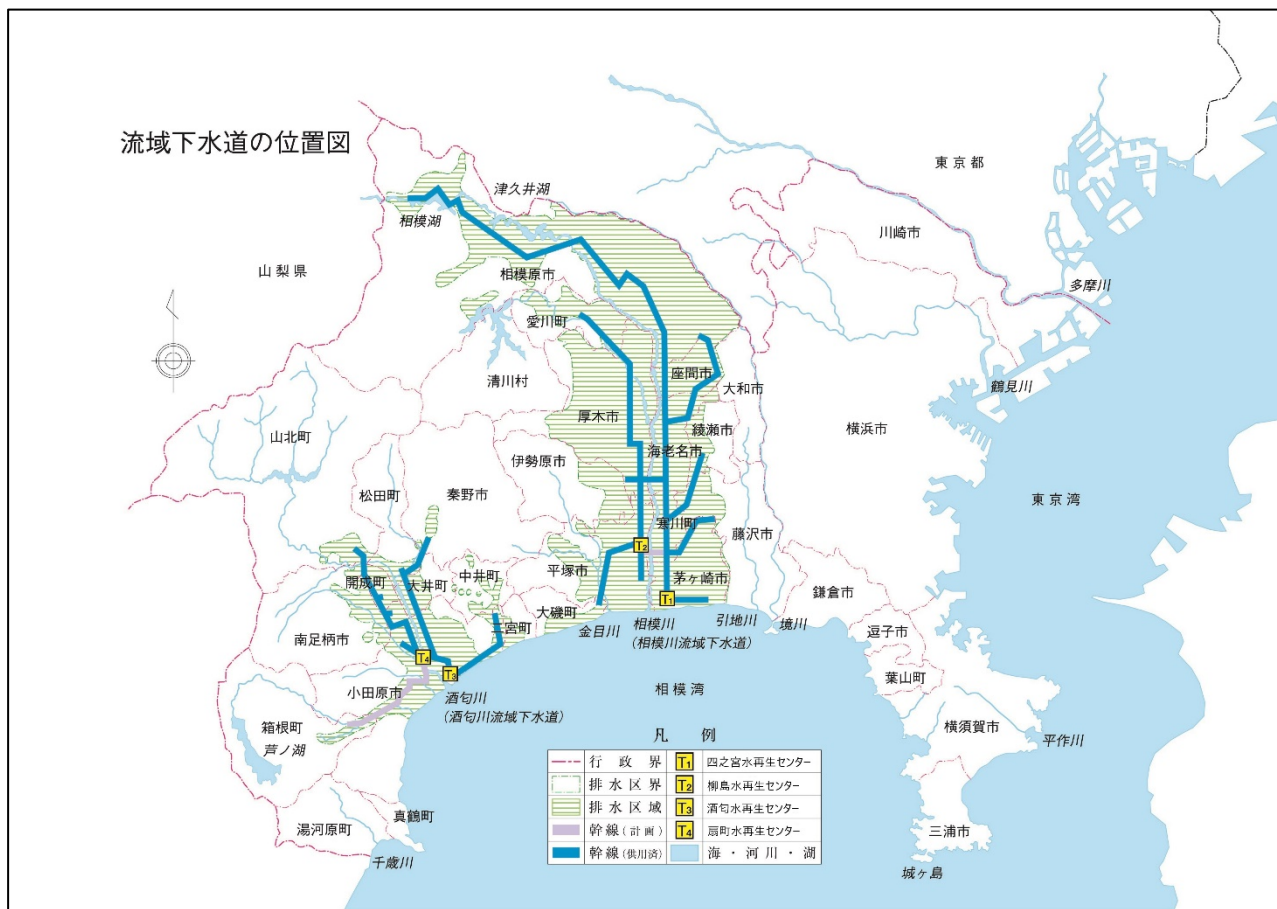 流域下水道の位置図
東京都
津久井湖
相模湖
川崎市
山梨県
相模原市
多摩川
愛川町
清川村
座間市
大和市
鶴見川
厚木市
綾瀬市
横浜市
山北町
海老名市
伊勢原市
松田町
秦野市
東京湾
寒川町
藤沢市
T2
中井町
平塚市
開成町
大井町
茅ヶ崎市
鎌倉市
T1
大磯町
二宮町
金目川
相模川
(相模川流域下水道)
引地川
境川
逗子市
南足柄市
T4
T3
葉山町
小田原市
酒匂川
(酒匂川流域下水道)
相模湾
箱根町
芦ノ湖
横須賀市
平作川
凡例
行政界
T1 四之宮水再生センター
排水区界
T2 柳島水再生センター
排水区域
T3 酒匂水再生センター
幹線(計画)
T4 扇町水再生センター
幹線(供用済)
海・河川・湖
真鶴町
湯河原町
千歳川
三浦市
城ヶ島